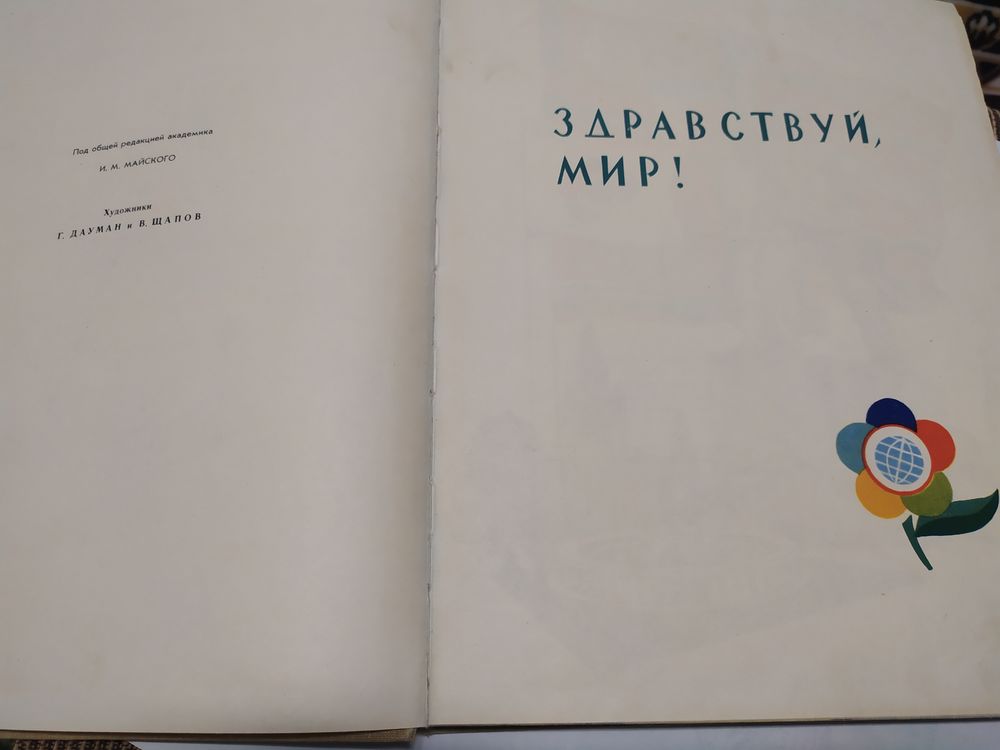 Под общей редакцией академика
И. М. МАЙСКОГО
Художники
Г. ДАУМАН и В. ЩАПОВ
ЗДРАВСТВУЙ,
МИР!